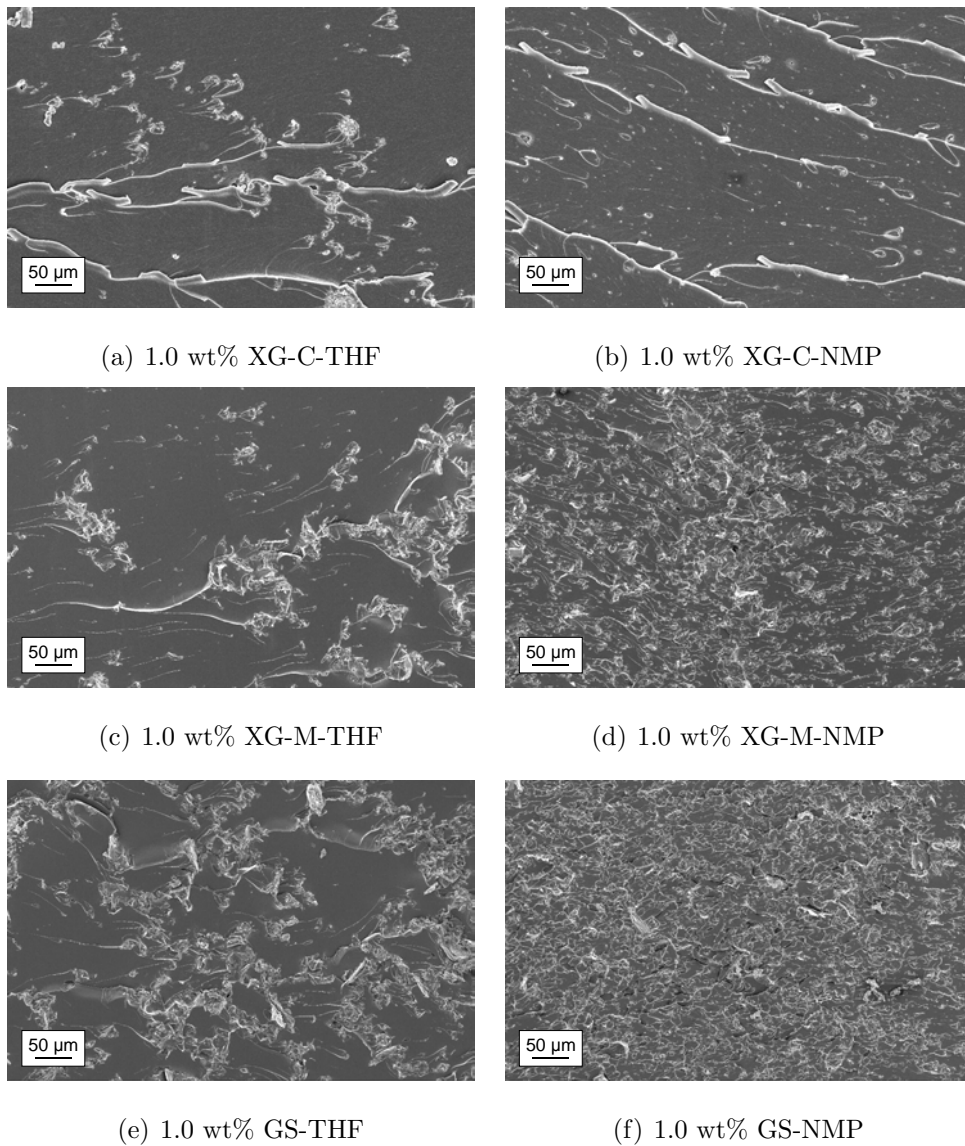 50 µm
50 µm
(a) 1.0 wt% XG-C-THF
(b) 1.0 wt% XG-C-NMP
50 µm
50 µm
(c) 1.0 wt% XG-M-THF
(d) 1.0 wt% XG-M-NMP
50 µm
50 µm
(e) 1.0 wt% GS-THF
(f) 1.0 wt% GS-NMP